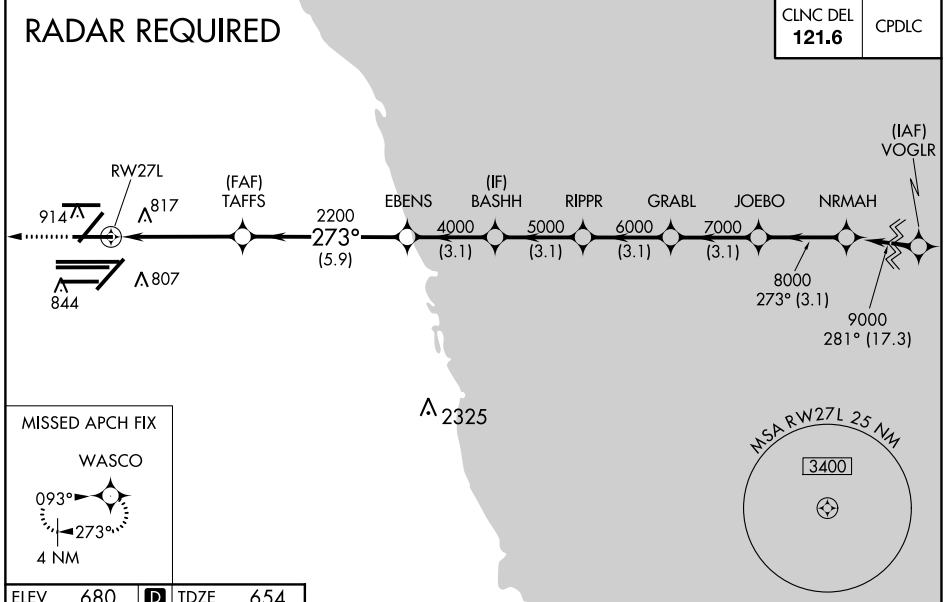 RADAR REQUIRED
CLNC DEL
121.6
CPDLC
(IAF)
VOGLR
RW27L
914
817
(FAF)
TAFFS
2200
273°
(5.9)
EBENS
4000
(3.1)
(IF)
BASHH
5000
(3.1)
RIPPR
6000
(3.1)
GRABL
7000
(3.1)
JOEBO
NRMAH
8000
273° (3.1)
9000
281° (17.3)
844
807
2325
MISSED APCH FIX
WASCO
093°
273°
4 NM
MSA RW27L 25 NM
3400
ELEV 680 D TDZE 654